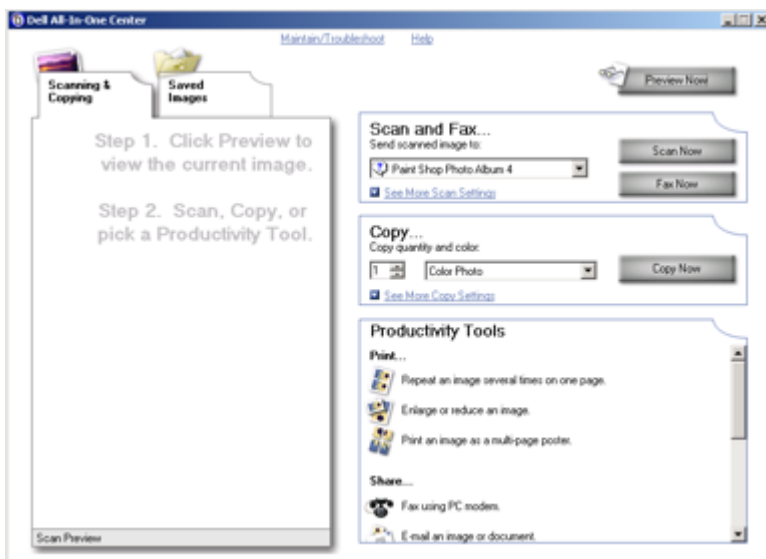 Dell All-In-One Center
Maintain/Troubleshoot Help
Scanning &
Copying
Saved
Images
Preview Now!
Step 1. Click Preview to
view the current image.
Step 2. Scan, Copy, or
pick a Productivity Tool.
Scan Preview
Scan and Fax...
Send scanned image to:
Paint Shop Photo Album 4
See More Scan Settings
Scan Now
Fax Now
Copy...
Copy quantity and color:
1 Color Photo
See More Copy Settings
Copy Now
Productivity Tools
Print...
Repeat an image several times on one page.
Enlarge or reduce an image.
Print an image as a multi-page poster.
Share...
Fax using PC modem.
E-mail an image or document.